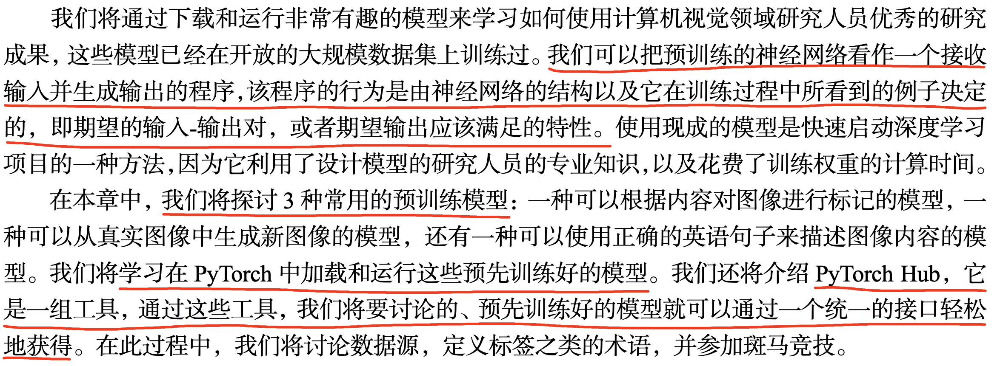 我们将通过下载和运行非常有趣的模型来学习如何使用计算机视觉领域研究人员优秀的研究
成果，这些模型已经在开放的大规模数据集上训练过。我们可以把预训练的神经网络看作一个接收
输入并生成输出的程序，该程序的行为是由神经网络的结构以及它在训练过程中所看到的例子决定
的，即期望的输入-输出对，或者期望输出应该满足的特性。使用现成的模型是快速启动深度学习
项目的一种方法，因为它利用了设计模型的研究人员的专业知识，以及花费了训练权重的计算时间。
在本章中，我们将探讨 3 种常用的预训练模型：一种可以根据内容对图像进行标记的模型，一
种可以从真实图像中生成新图像的模型，还有一种可以使用正确的英语句子来描述图像内容的模
型。我们将学习在 PyTorch 中加载和运行这些预先训练好的模型。我们还将介绍 PyTorch Hub，它
是一组工具，通过这些工具，我们将要讨论的、预先训练好的模型就可以通过一个统一的接口轻松
地获得。在此过程中，我们将讨论数据源，定义标签之类的术语，并参加斑马竞技。